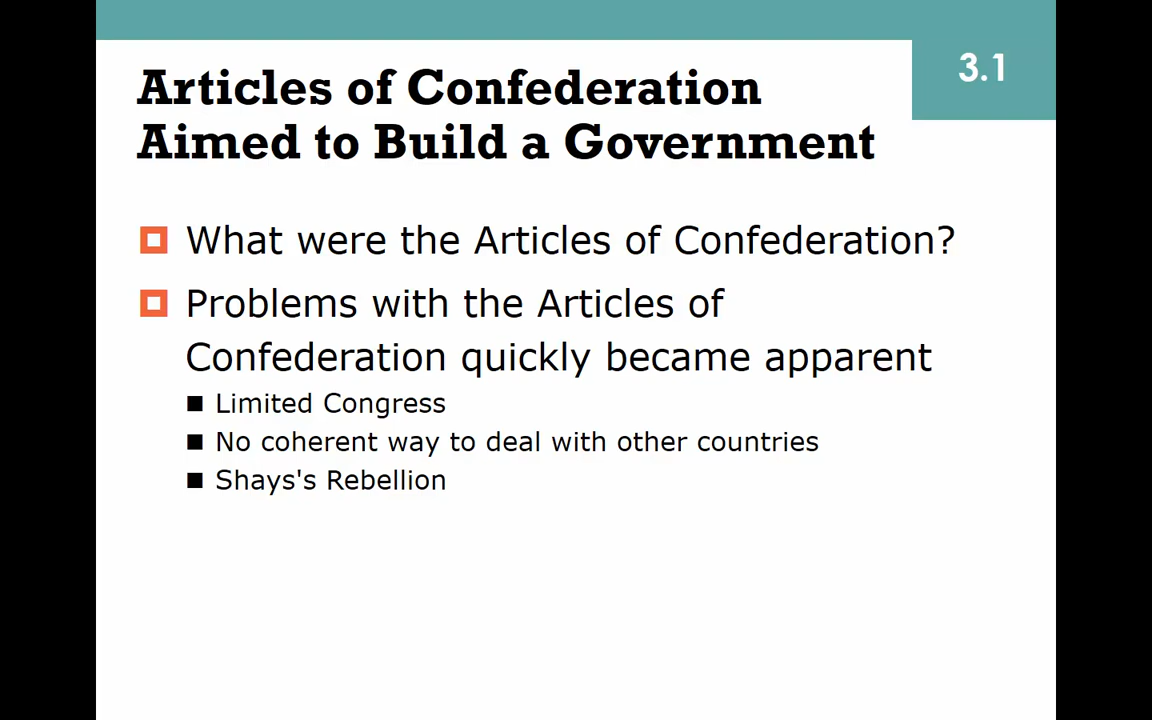 3.1
Articles of Confederation
Aimed to Build a Government
What were the Articles of Confederation?
Problems with the Articles of
Confederation quickly became apparent
Limited Congress
No coherent way to deal with other countries
Shays's Rebellion